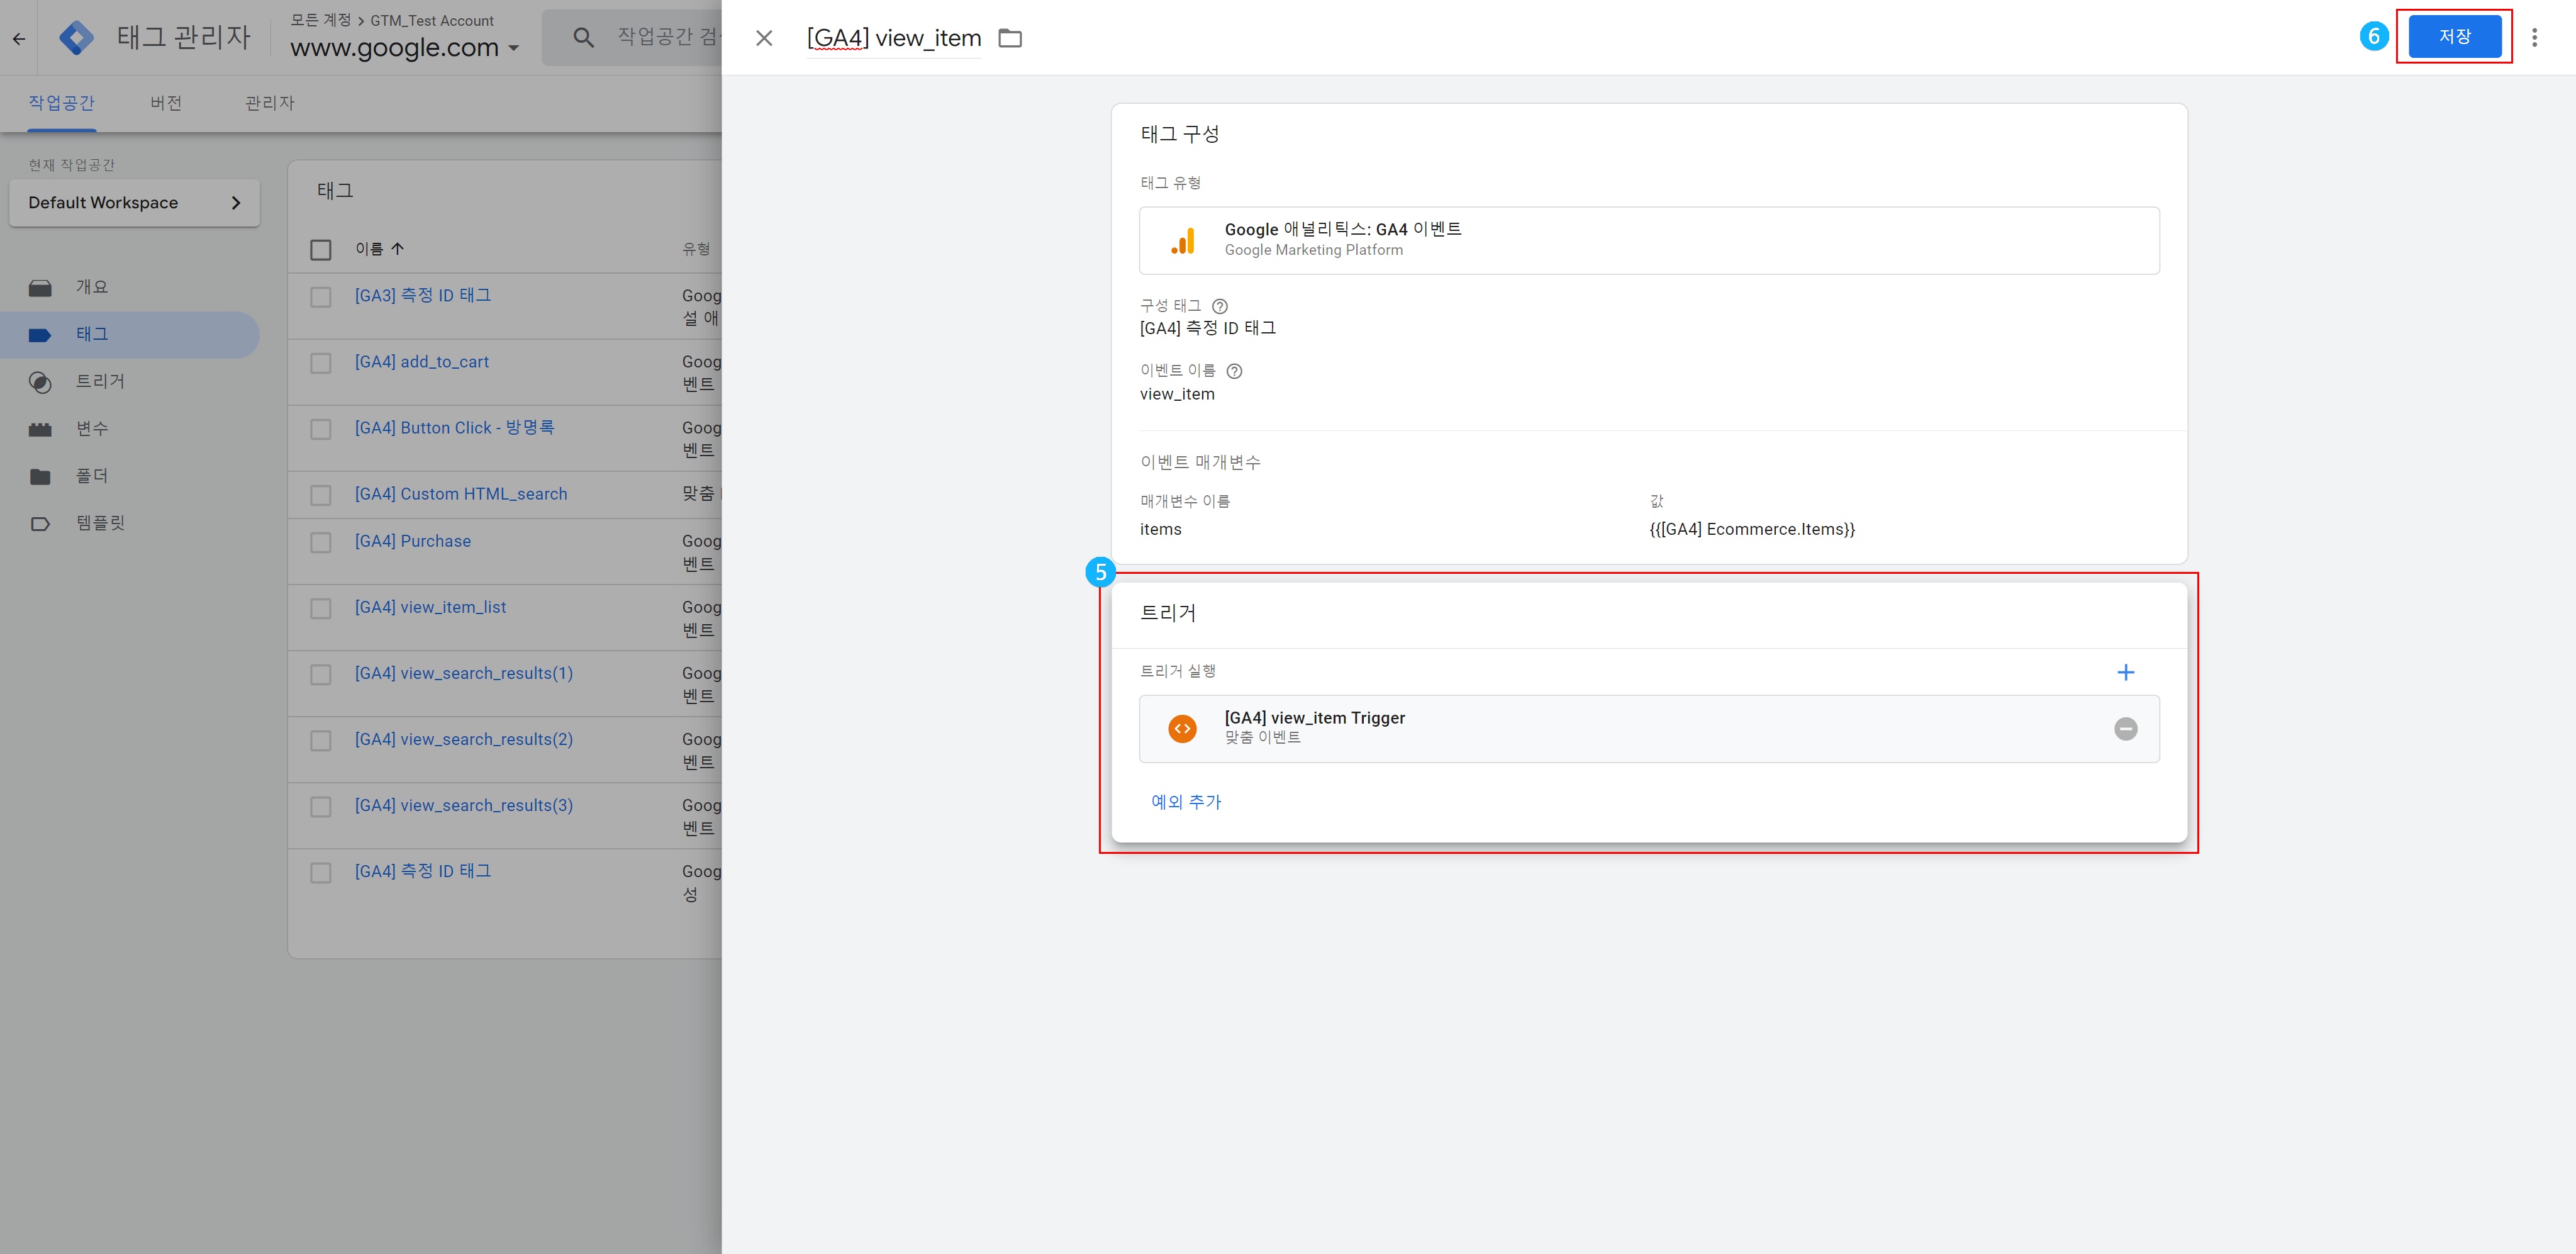 태그 관리자
모든 계정 > GTM_Test Account
www.google.com
작업공간 검
작업공간
버전
관리자
현재 작업공간
Default Workspace
개요
태그
트리거
변수
폴더
템플릿
태그
이름
유형
[GA3] 측정 ID 태그
Goog
설 애
[GA4] add_to_cart
Goog
벤트
[GA4] Button Click - 방명록
Goog
벤트
[GA4] Custom HTML_search
맞춤
[GA4] Purchase
Goog
벤트
[GA4] view_item_list
Goog
벤트
[GA4] view_search_results(1)
Goog
벤트
[GA4] view_search_results(2)
Goog
벤트
[GA4] view_search_results(3)
Goog
벤트
[GA4] 측정 ID 태그
Goog
성
[GA4] view_item
6
저장
태그 구성
태그 유형
Google 애널리틱스: GA4 이벤트
Google Marketing Platform
구성 태그
[GA4] 측정 ID 태그
이벤트 이름
view_item
이벤트 매개변수
매개변수 이름
값
items
{{[GA4] Ecommerce.Items}}
5
트리거
트리거 실행
[GA4] view_item Trigger
맞춤 이벤트
예외 추가